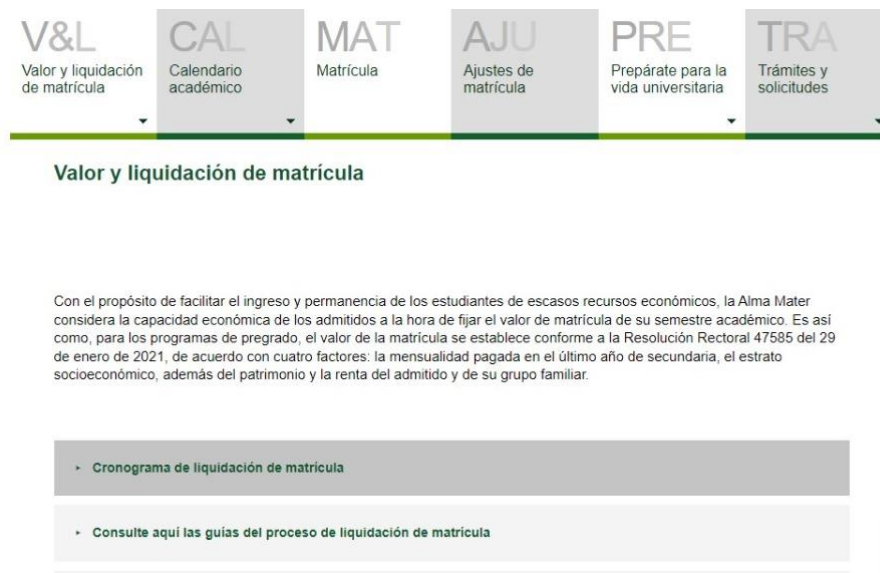 V&L
Valor y liquidación
de matrícula
CAL
Calendario
académico
MAT
Matrícula
AJU
Ajustes de
matrícula
PRE
Prepárate para la
vida universitaria
TRA
Trámites y
solicitudes
Valor y liquidación de matrícula
Con el propósito de facilitar el ingreso y permanencia de los estudiantes de escasos recursos económicos, la Alma Mater
considera la capacidad económica de los admitidos a la hora de fijar el valor de matrícula de su semestre académico. Es así
como, para los programas de pregrado, el valor de la matrícula se establece conforme a la Resolución Rectoral 47585 del 29
de enero de 2021, de acuerdo con cuatro factores: la mensualidad pagada en el último año de secundaria, el estrato
socioeconómico, además del patrimonio y la renta del admitido y de su grupo familiar.
Cronograma de liquidación de matrícula
Consulte aquí las guías del proceso de liquidación de matrícula